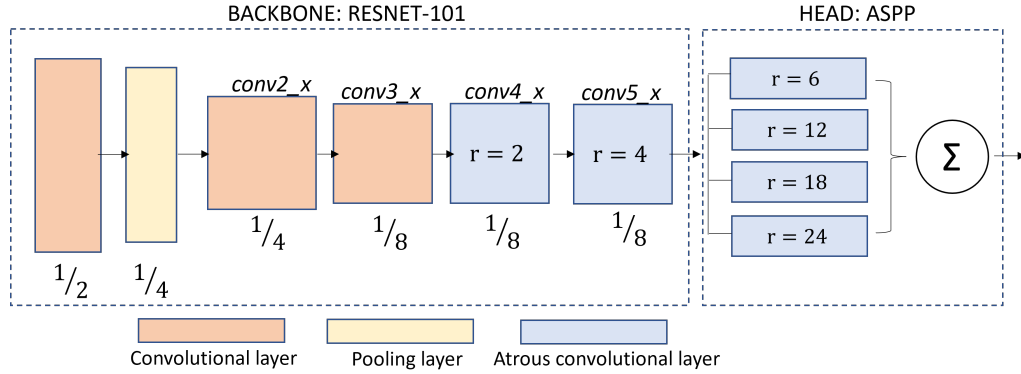 BACKBONE: RESNET-101
HEAD: ASPP
conv2_x
conv3_x
conv4_x
conv5_x
r = 2
r = 4
1/2
1/4
1/4
1/8
1/8
1/8
r = 6
r = 12
r = 18
r = 24
Σ
Convolutional layer
Pooling layer
Atrous convolutional layer